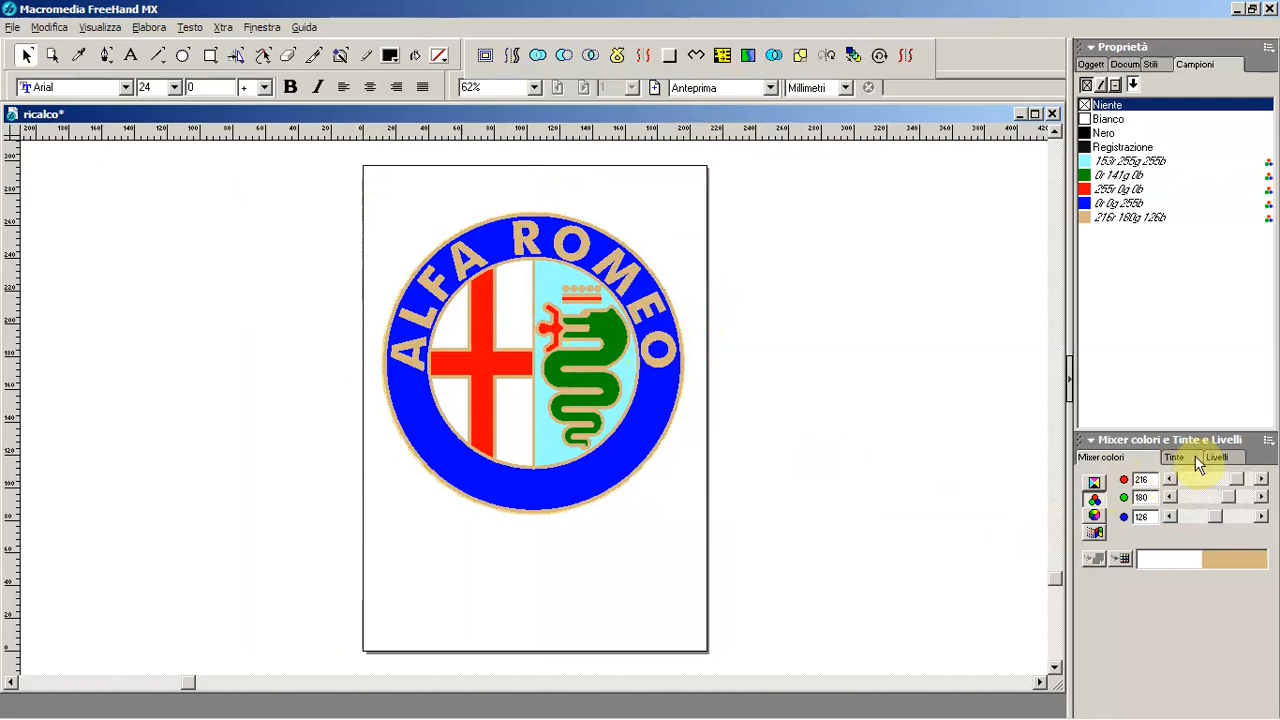 Macromedia FreeHand MX
File Modifica Visualizza Elabora Testo Xtra Finestra Guida
Arial 24 0 + B I 62% 1 Anteprima Millimetri
ricalco*
Proprietà
Oggett Docum Stili Campioni
Niente
Bianco
Nero
Registrazione
153r 255g 255b
0r 141g 0b
255r 0g 0b
0r 0g 255b
216r 180g 126b
ALFA ROMEO
Mixer colori e Tinte e Livelli
Mixer colori Tinte Livelli
216
180
126